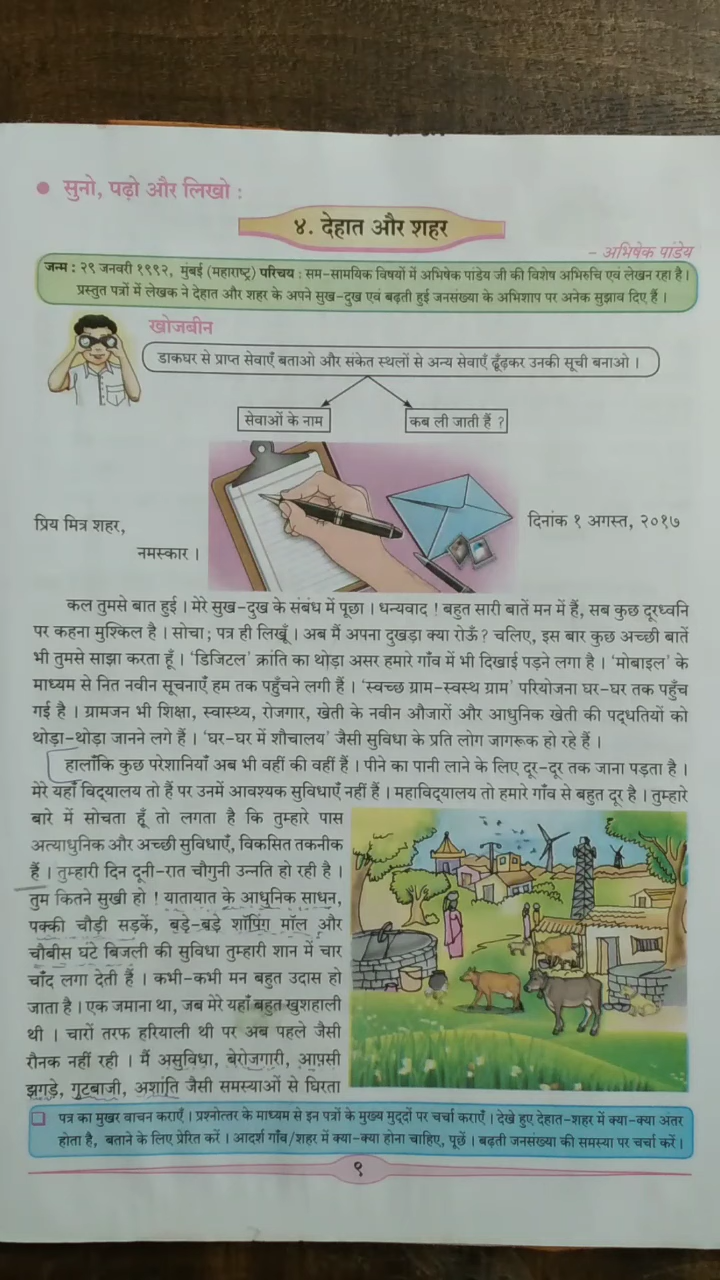 ● सुनो, पढ़ो और लिखो :
४. देहात और शहर
- अभिषेक पांडेय
जन्म : २९ जनवरी १९९२, मुंबई (महाराष्ट्र) परिचय : सम-सामयिक विषयों में अभिषेक पांडेय जी की विशेष अभिरुचि एवं लेखन रहा है।
प्रस्तुत पत्रों में लेखक ने देहात और शहर के अपने सुख-दुख एवं बढ़ती हुई जनसंख्या के अभिशाप पर अनेक सुझाव दिए हैं ।
खोजबीन
डाकघर से प्राप्त सेवाएँ बताओ और संकेत स्थलों से अन्य सेवाएँ ढूँढ़कर उनकी सूची बनाओ ।
सेवाओं के नाम
कब ली जाती हैं ?
प्रिय मित्र शहर,
दिनांक १ अगस्त, २०१७
नमस्कार ।
कल तुमसे बात हुई । मेरे सुख-दुख के संबंध में पूछा । धन्यवाद ! बहुत सारी बातें मन में हैं, सब कुछ दूरध्वनि
पर कहना मुश्किल है । सोचा; पत्र ही लिखूँ । अब मैं अपना दुखड़ा क्या रोऊँ? चलिए, इस बार कुछ अच्छी बातें
भी तुमसे साझा करता हूँ । 'डिजिटल' क्रांति का थोड़ा असर हमारे गाँव में भी दिखाई पड़ने लगा है । 'मोबाइल' के
माध्यम से नित नवीन सूचनाएँ हम तक पहुँचने लगी हैं । 'स्वच्छ ग्राम-स्वस्थ ग्राम' परियोजना घर-घर तक पहुँच
गई है । ग्रामजन भी शिक्षा, स्वास्थ्य, रोजगार, खेती के नवीन औजारों और आधुनिक खेती की पद्धतियों को
थोड़ा-थोड़ा जानने लगे हैं । 'घर-घर में शौचालय' जैसी सुविधा के प्रति लोग जागरूक हो रहे हैं ।
हालाँकि कुछ परेशानियाँ अब भी वहीं की वहीं हैं । पीने का पानी लाने के लिए दूर-दूर तक जाना पड़ता है ।
मेरे यहाँ विद्यालय तो हैं पर उनमें आवश्यक सुविधाएँ नहीं हैं । महाविद्यालय तो हमारे गाँव से बहुत दूर है । तुम्हारे
बारे में सोचता हूँ तो लगता है कि तुम्हारे पास
अत्याधुनिक और अच्छी सुविधाएँ, विकसित तकनीक
हैं । तुम्हारी दिन दूनी-रात चौगुनी उन्नति हो रही है ।
तुम कितने सुखी हो ! यातायात के आधुनिक साधन,
पक्की चौड़ी सड़कें, बड़े-बड़े शॉपिंग मॉल और
चौबीस घंटे बिजली की सुविधा तुम्हारी शान में चार
चाँद लगा देती हैं । कभी-कभी मन बहुत उदास हो
जाता है । एक जमाना था, जब मेरे यहाँ बहुत खुशहाली
थी । चारों तरफ हरियाली थी पर अब पहले जैसी
रौनक नहीं रही । मैं असुविधा, बेरोजगारी, आपसी
झगड़े, गुटबाजी, अशांति जैसी समस्याओं से घिरता
❑ पत्र का मुखर वाचन कराएँ । प्रश्नोत्तर के माध्यम से इन पत्रों के मुख्य मुद्दों पर चर्चा कराएँ । देखे हुए देहात-शहर में क्या-क्या अंतर
होता है, बताने के लिए प्रेरित करें । आदर्श गाँव/शहर में क्या-क्या होना चाहिए, पूछें । बढ़ती जनसंख्या की समस्या पर चर्चा करें ।
९